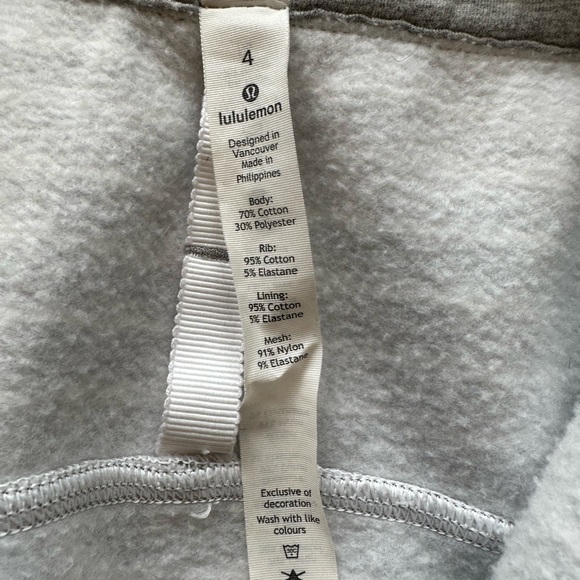 4
lululemon
Designed in
Vancouver
Made in
Philippines
Body:
70% Cotton
30% Polyester
Rib:
95% Cotton
5% Elastane
Lining:
95% Cotton
5% Elastane
Mesh:
91% Nylon
9% Elastane
Exclusive of
decoration
Wash with like
colours
30C